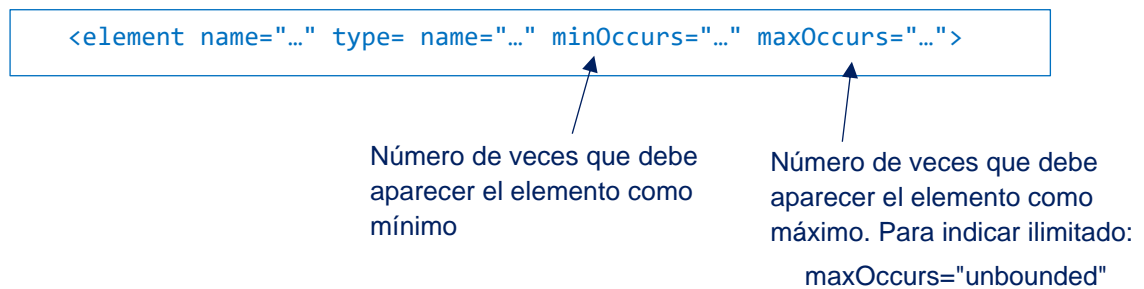 <element name="…" type= name="…" minOccurs="…" maxOccurs="…">
Número de veces que debe
aparecer el elemento como
mínimo
Número de veces que debe
aparecer el elemento como
máximo. Para indicar ilimitado:
maxOccurs="unbounded"